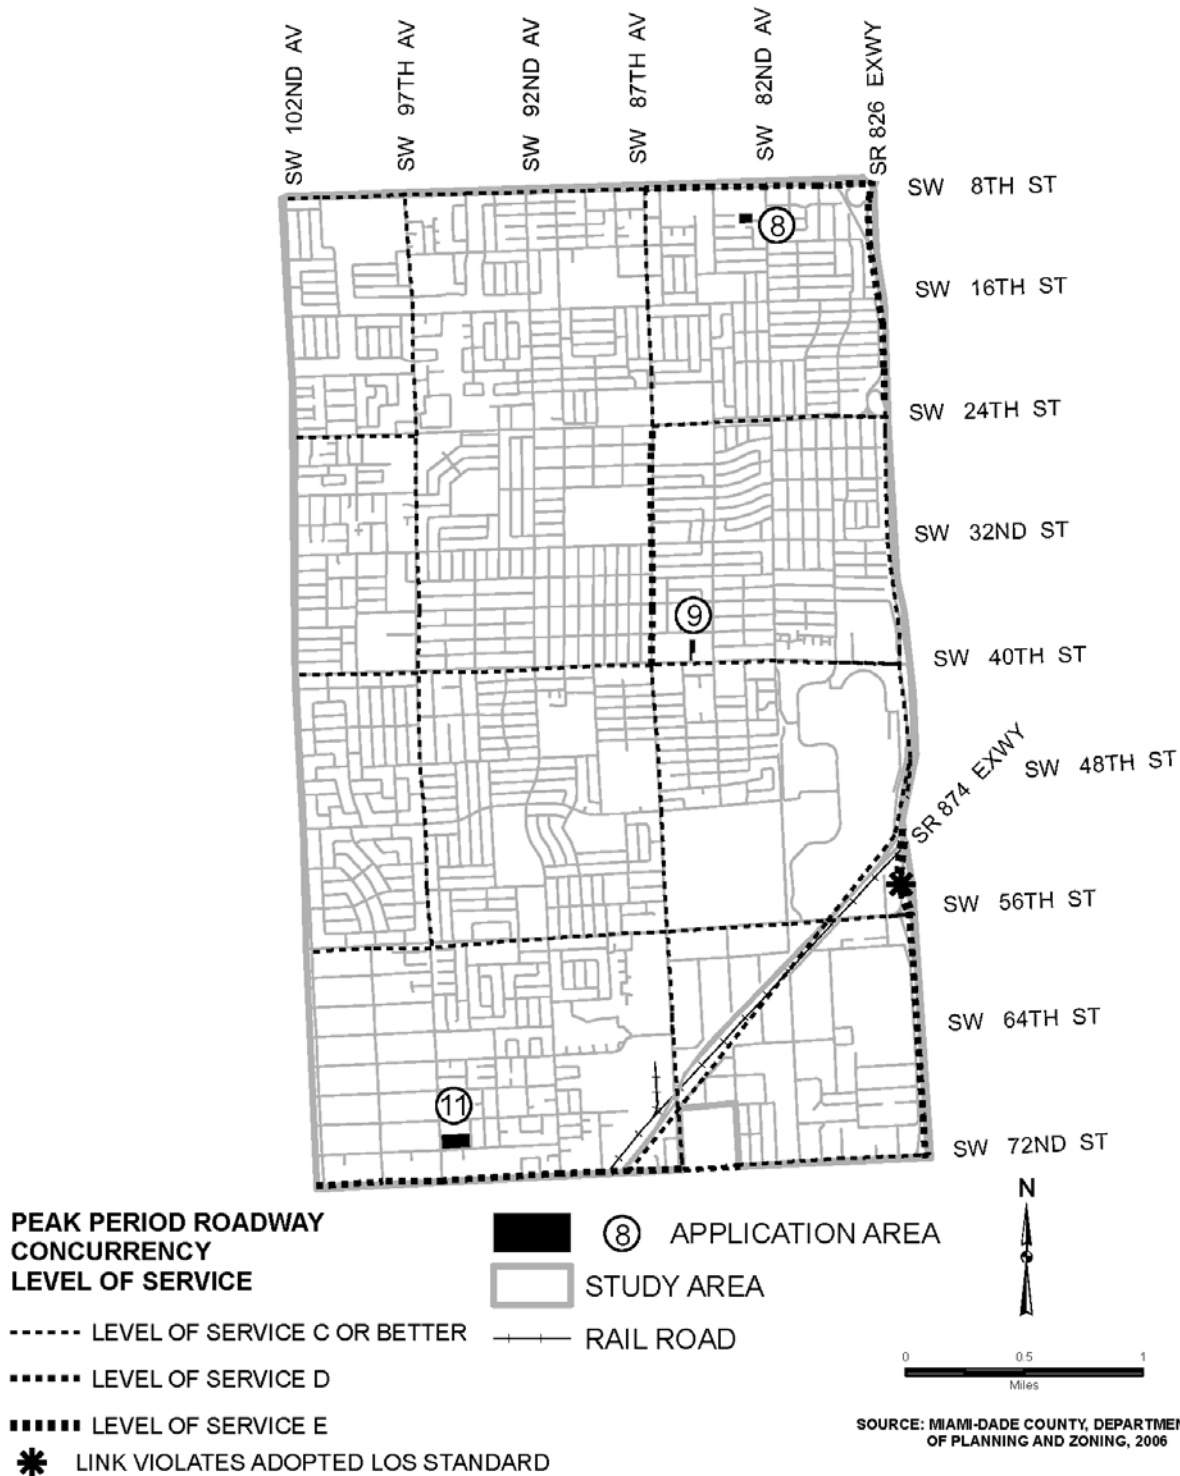 SW 102ND AV
SW 97TH AV
SW 92ND AV
SW 87TH AV
SW 82ND AV
SR 826 EXWY
SW 8TH ST
8
SW 16TH ST
SW 24TH ST
SW 32ND ST
9
SW 40TH ST
SR 874 EXWY
SW 48TH ST
SW 56TH ST
SW 64TH ST
11
SW 72ND ST
N
PEAK PERIOD ROADWAY
CONCURRENCY
LEVEL OF SERVICE
8 APPLICATION AREA
STUDY AREA
LEVEL OF SERVICE C OR BETTER
RAIL ROAD
LEVEL OF SERVICE D
LEVEL OF SERVICE E
LINK VIOLATES ADOPTED LOS STANDARD
0 0.5 1
Miles
SOURCE: MIAMI-DADE COUNTY, DEPARTMEN
OF PLANNING AND ZONING, 2006